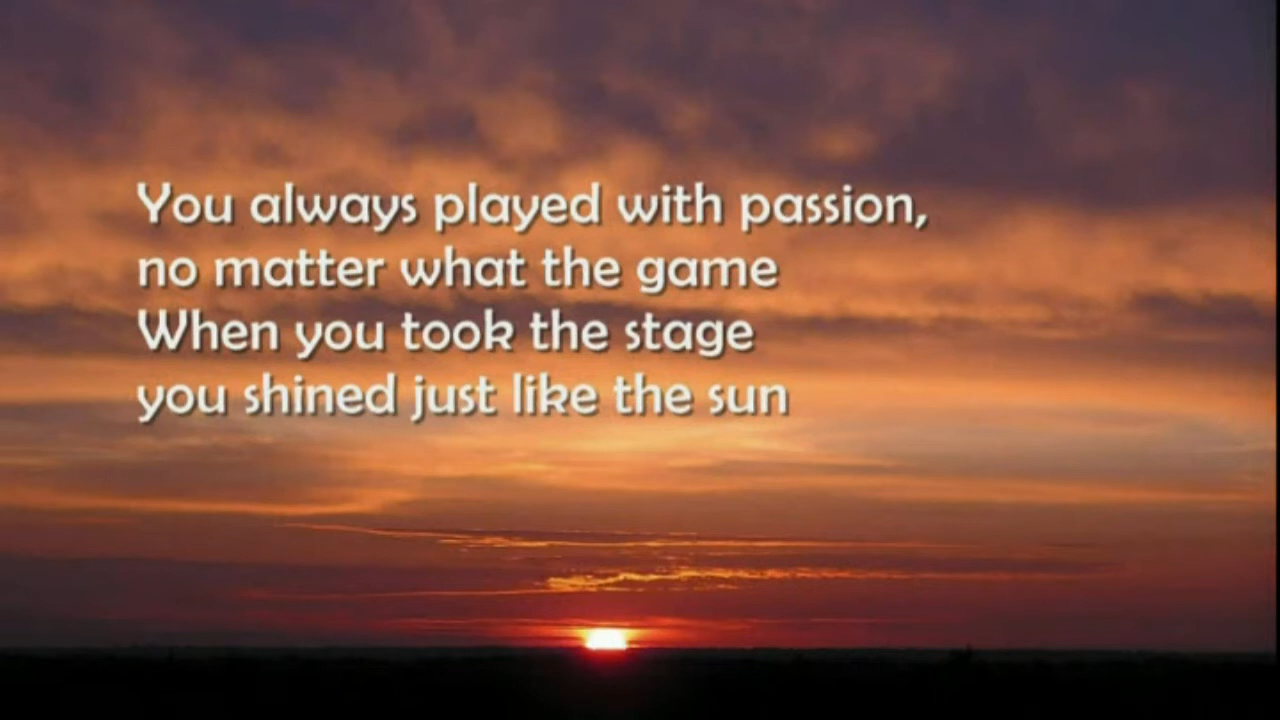 You always played with passion,
no matter what the game
When you took the stage
you shined just like the sun